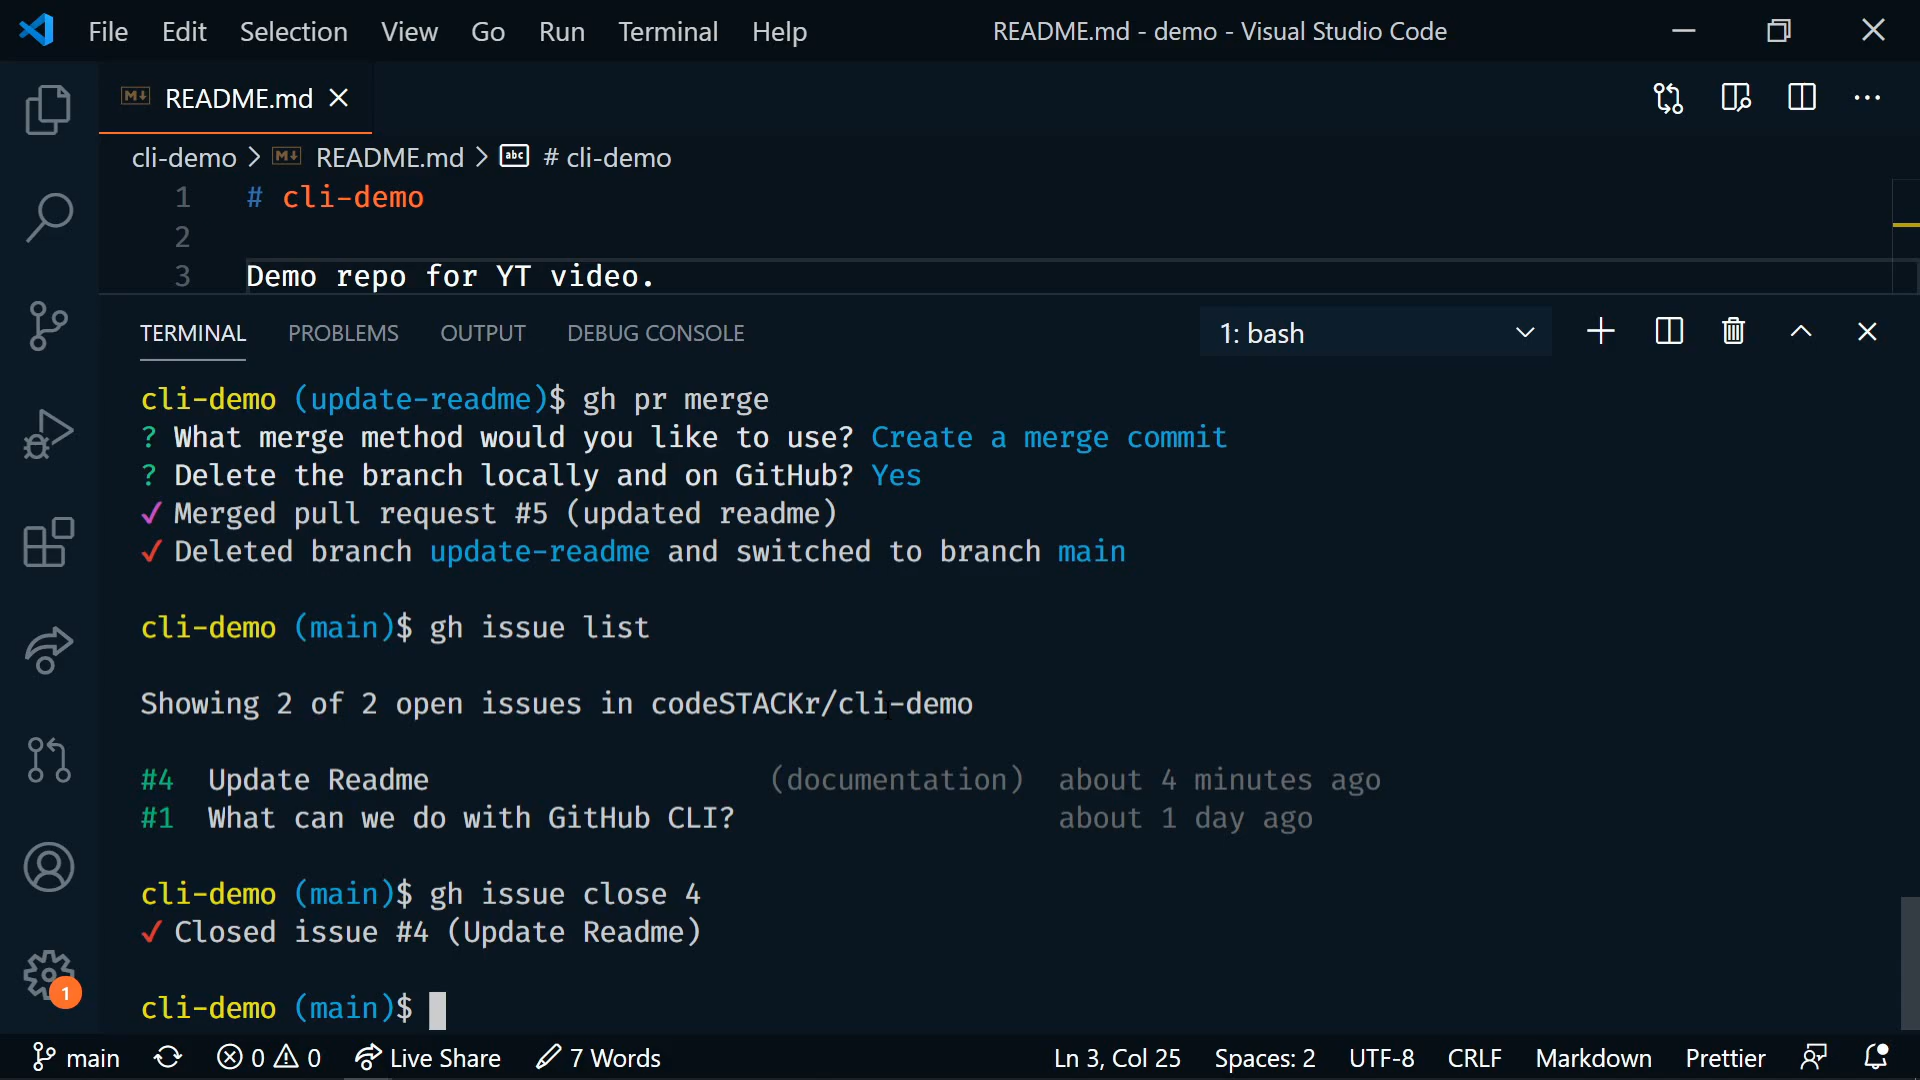 File Edit Selection View Go Run Terminal Help README.md - demo - Visual Studio Code
README.md
cli-demo > README.md > abc # cli-demo
1 # cli-demo
2
3 Demo repo for YT video.
TERMINAL PROBLEMS OUTPUT DEBUG CONSOLE 1: bash
cli-demo (update-readme)$ gh pr merge
? What merge method would you like to use? Create a merge commit
? Delete the branch locally and on GitHub? Yes
✓ Merged pull request #5 (updated readme)
✓ Deleted branch update-readme and switched to branch main
cli-demo (main)$ gh issue list
Showing 2 of 2 open issues in codeSTACKr/cli-demo
#4 Update Readme (documentation) about 4 minutes ago
#1 What can we do with GitHub CLI? about 1 day ago
cli-demo (main)$ gh issue close 4
✓ Closed issue #4 (Update Readme)
1
cli-demo (main)$
main 0 0 Live Share 7 Words Ln 3, Col 25 Spaces: 2 UTF-8 CRLF Markdown Prettier